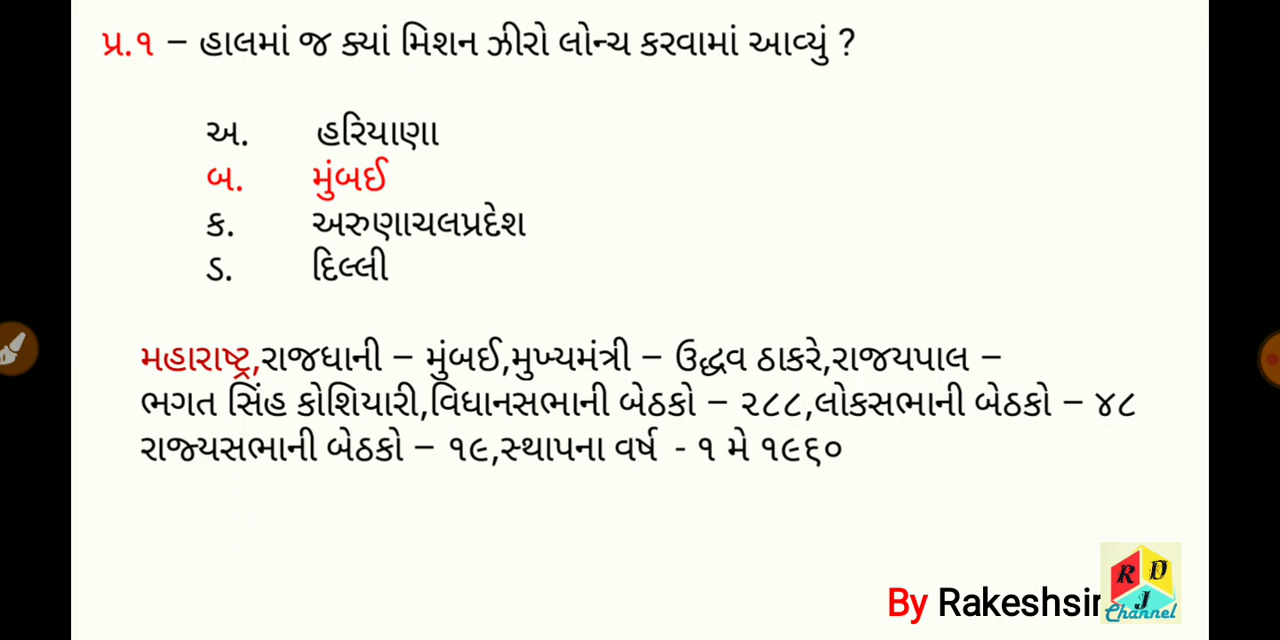 પ્ર.૧ – હાલમાં જ ક્યાં મિશન ઝીરો લોન્ચ કરવામાં આવ્યું ?
અ. હરિયાણા
બ. મુંબઈ
ક. અરુણાચલપ્રદેશ
ડ. દિલ્લી
મહારાષ્ટ્ર,રાજધાની – મુંબઈ,મુખ્યમંત્રી – ઉદ્ધવ ઠાકરે,રાજયપાલ –
ભગત સિંહ કોશિયારી,વિધાનસભાની બેઠકો – ૨૮૮,લોકસભાની બેઠકો – ૪૮
રાજ્યસભાની બેઠકો – ૧૯,સ્થાપના વર્ષ - ૧ મે ૧૯૬૦
By Rakeshsir
R D
J
Channel